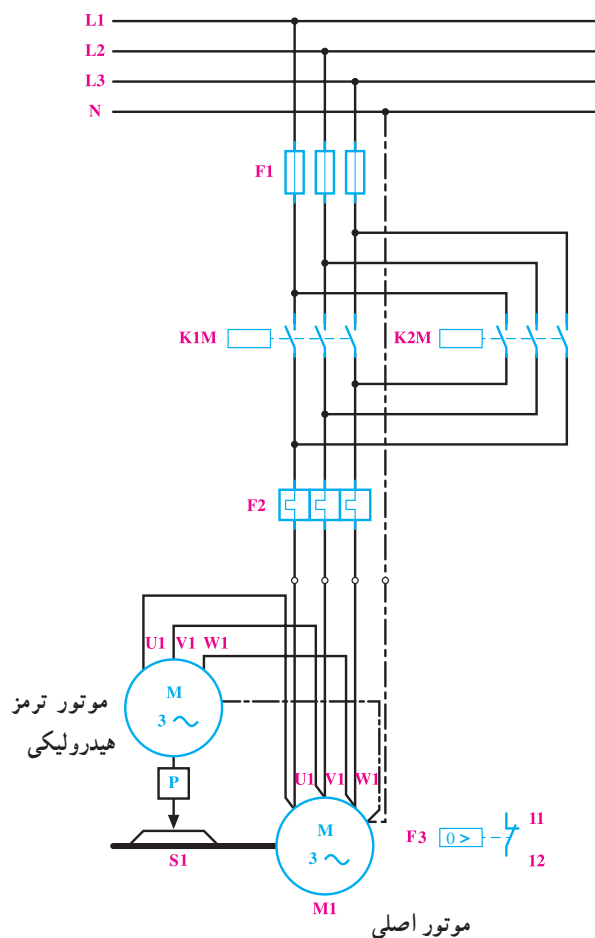 L1
L2
L3
N
F1
K1M
K2M
F2
U1 V1 W1
M
3
موتور ترمز
هیدرولیکی
P
S1
U1 V1 W1
M
3
M1
موتور اصلی
F3
0 >
11
12